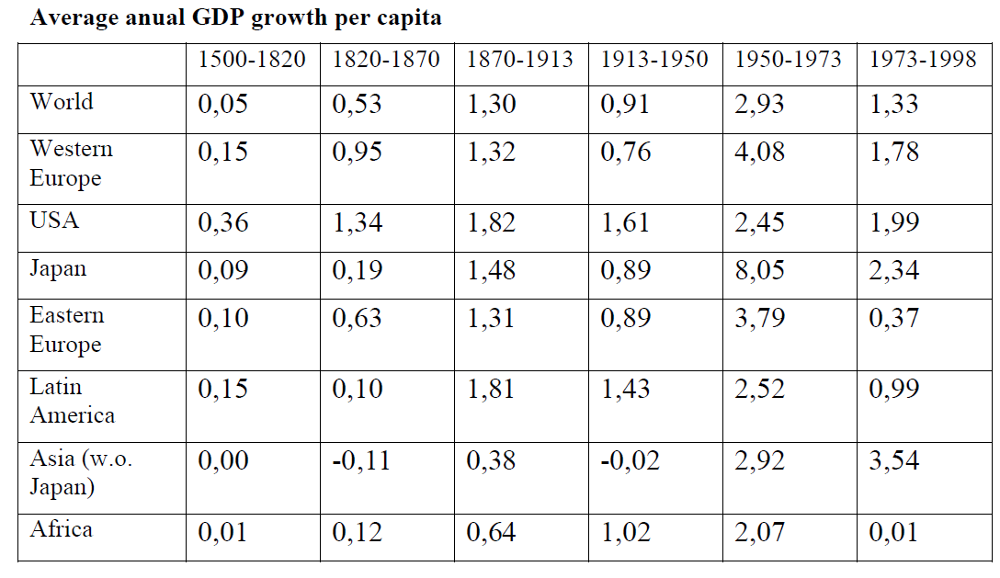 Average anual GDP growth per capita
1500-1820 1820-1870 1870-1913 1913-1950 1950-1973 1973-1998
World 0,05 0,53 1,30 0,91 2,93 1,33
Western 0,15 0,95 1,32 0,76 4,08 1,78
Europe
USA 0,36 1,34 1,82 1,61 2,45 1,99
Japan 0,09 0,19 1,48 0,89 8,05 2,34
Eastern 0,10 0,63 1,31 0,89 3,79 0,37
Europe
Latin 0,15 0,10 1,81 1,43 2,52 0,99
America
Asia (w.o. 0,00 -0,11 0,38 -0,02 2,92 3,54
Japan)
Africa 0,01 0,12 0,64 1,02 2,07 0,01